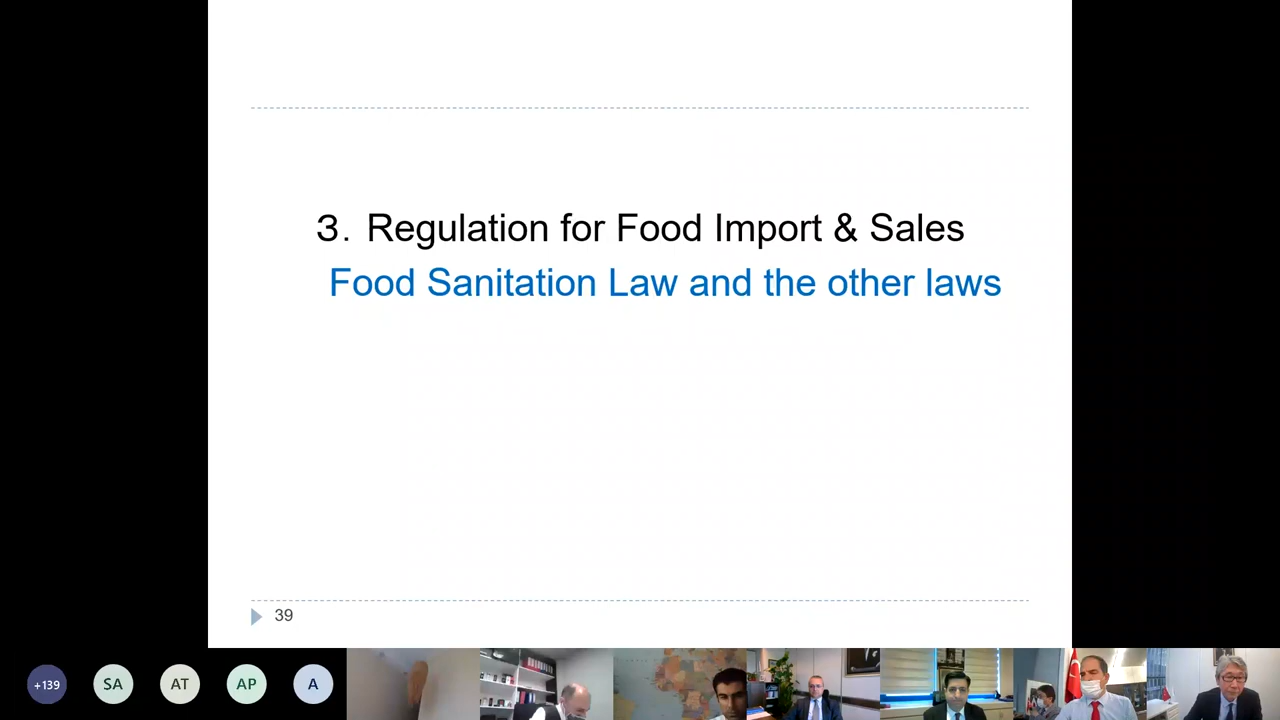 3. Regulation for Food Import & Sales
Food Sanitation Law and the other laws
39
+139 SA AT AP A